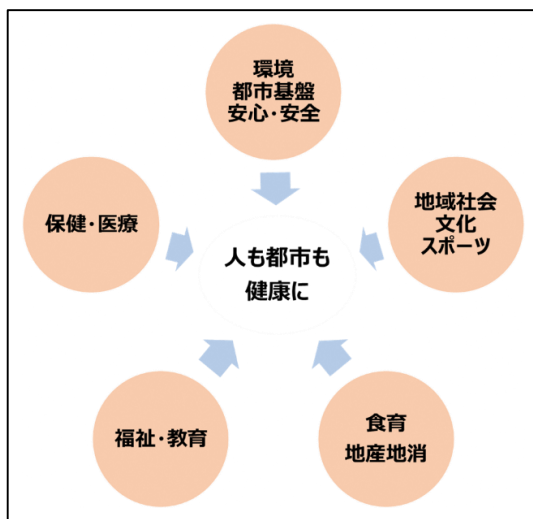 環境
都市基盤
安心・安全
保健・医療
地域社会
文化
スポーツ
人も都市も
健康に
福祉・教育
食育
地産地消